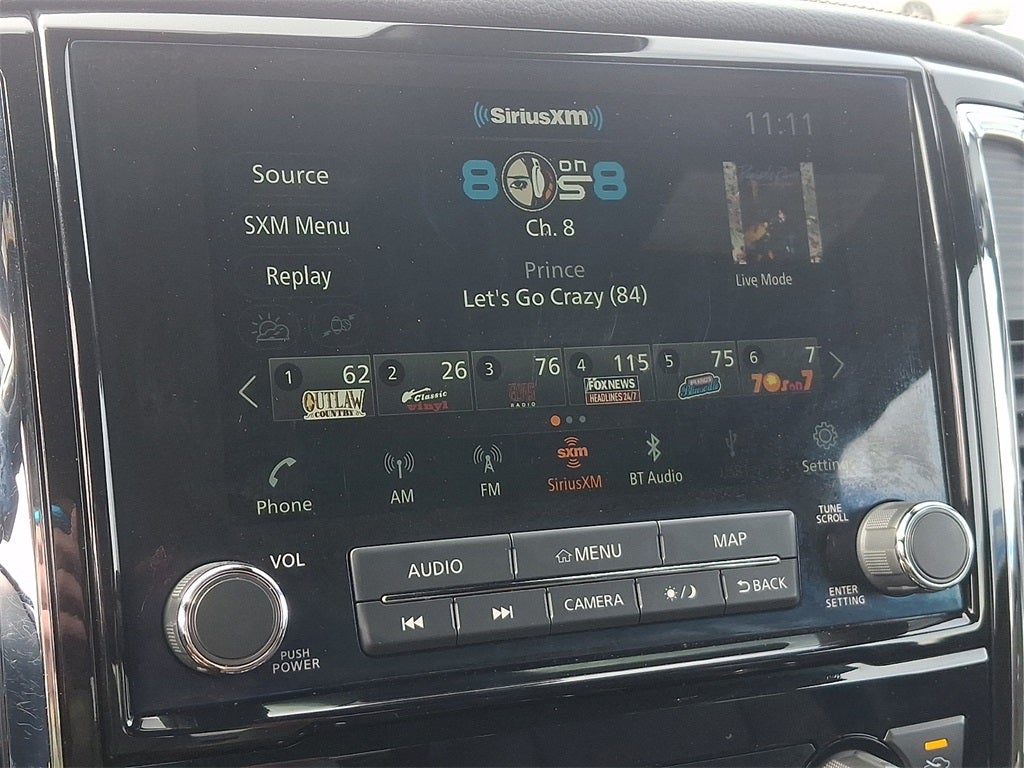 SiriusXM
11:11
Source
80s on 8
SXM Menu
Ch. 8
Replay
Prince
Live Mode
Let's Go Crazy (84)
1 62 OUTLAW COUNTRY
2 26 Classic vinyl
3 76 RADIO
4 115 FOX NEWS HEADLINES 24/7
5 75
6 7 70s on 7
Phone
AM
FM
sxm SiriusXM
BT Audio
Settings
VOL
PUSH
POWER
AUDIO
MENU
MAP
CAMERA
BACK
TUNE
SCROLL
ENTER
SETTING